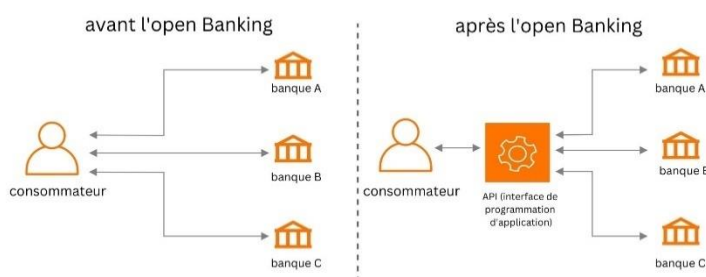 avant l'open Banking
banque A
banque B
banque C
consommateur
après l'open Banking
banque A
banque B
banque C
consommateur
API (interface de
programmation
d'application)